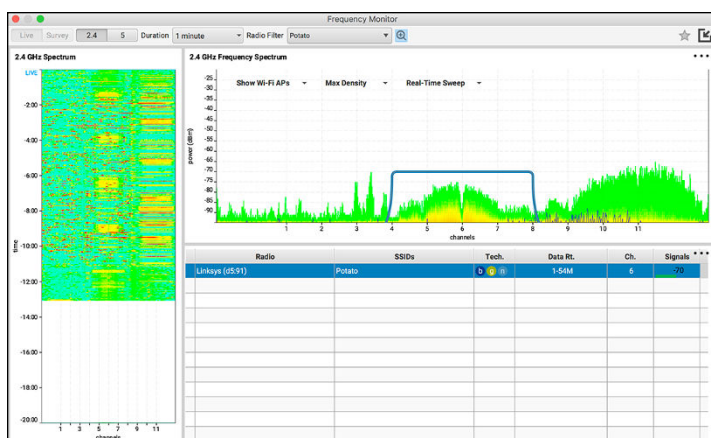 Frequency Monitor
Live Survey 2.4 5 Duration 1 minute Radio Filter Potato
2.4 GHz Spectrum
LIVE
-2.00
-4.00
-6.00
-8.00
-10.00
-12.00
-14.00
-16.00
-18.00
-20.00
time
1 3 5 7 9 11
channels
2.4 GHz Frequency Spectrum
Show Wi-Fi APs Max Density Real-Time Sweep
-25
-30
-35
-40
-45
-50
-55
-60
-65
-70
-75
-80
-85
-90
power (dBm)
1 2 3 4 5 6 7 8 9 10 11
channels
Radio SSIDs Tech. Data Rt. Ch. Signals
Linksys (d5:91) Potato b g n 1-54M 6 -70